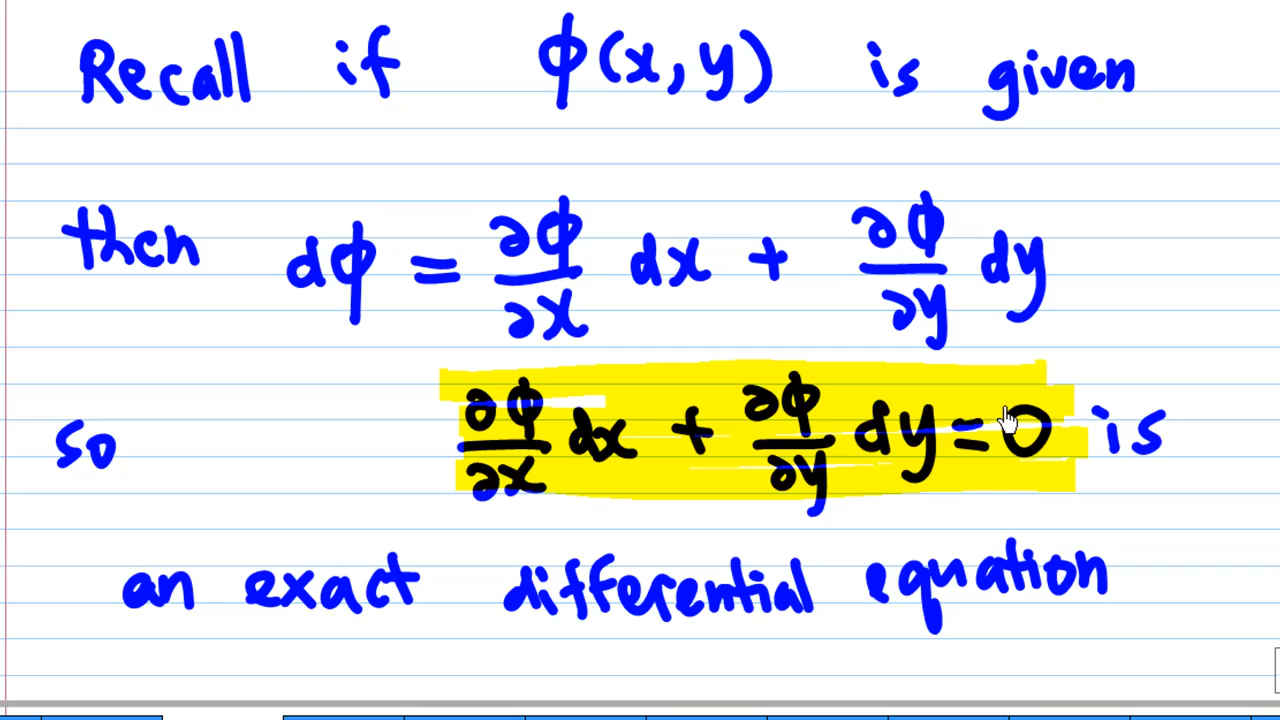 Recall if ϕ(x,y) is given
then dϕ = ∂ϕ/∂x dx + ∂ϕ/∂y dy
so ∂ϕ/∂x dx + ∂ϕ/∂y dy = 0 is
an exact differential equation